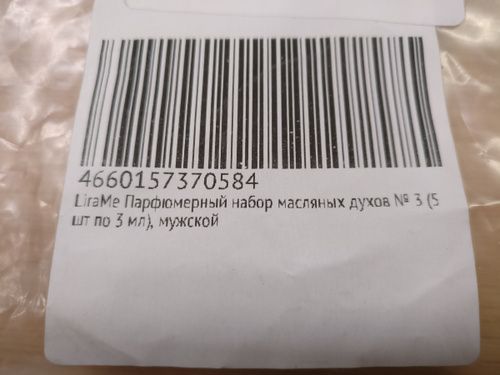 4660157370584
LiraMe Парфюмерный набор масляных духов № 3 (5
шт по 3 мл), мужской